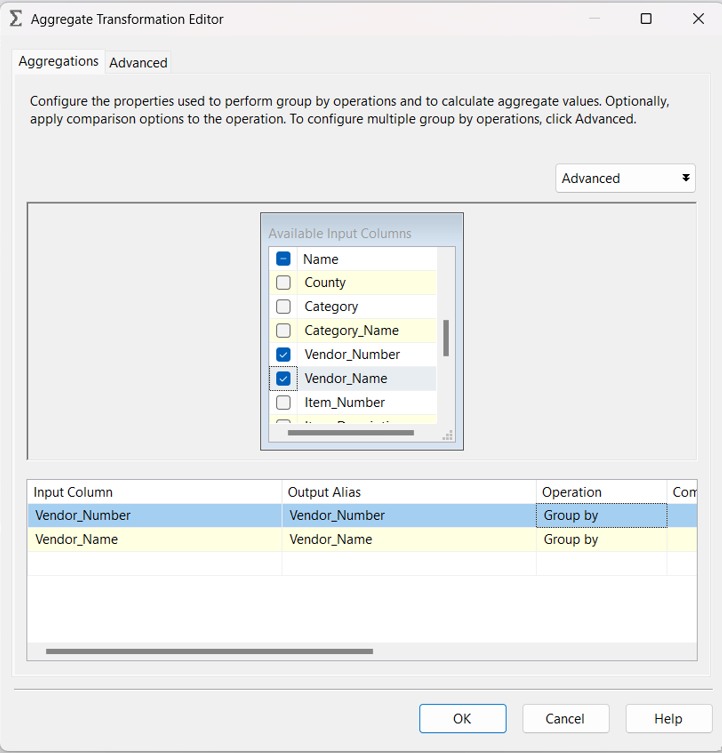 Aggregate Transformation Editor
Aggregations Advanced
Configure the properties used to perform group by operations and to calculate aggregate values. Optionally,
apply comparison options to the operation. To configure multiple group by operations, click Advanced.
Advanced
Available Input Columns
Name
County
Category
Category_Name
Vendor_Number
Vendor_Name
Item_Number
Input Column Output Alias Operation Com
Vendor_Number Vendor_Number Group by
Vendor_Name Vendor_Name Group by
OK Cancel Help